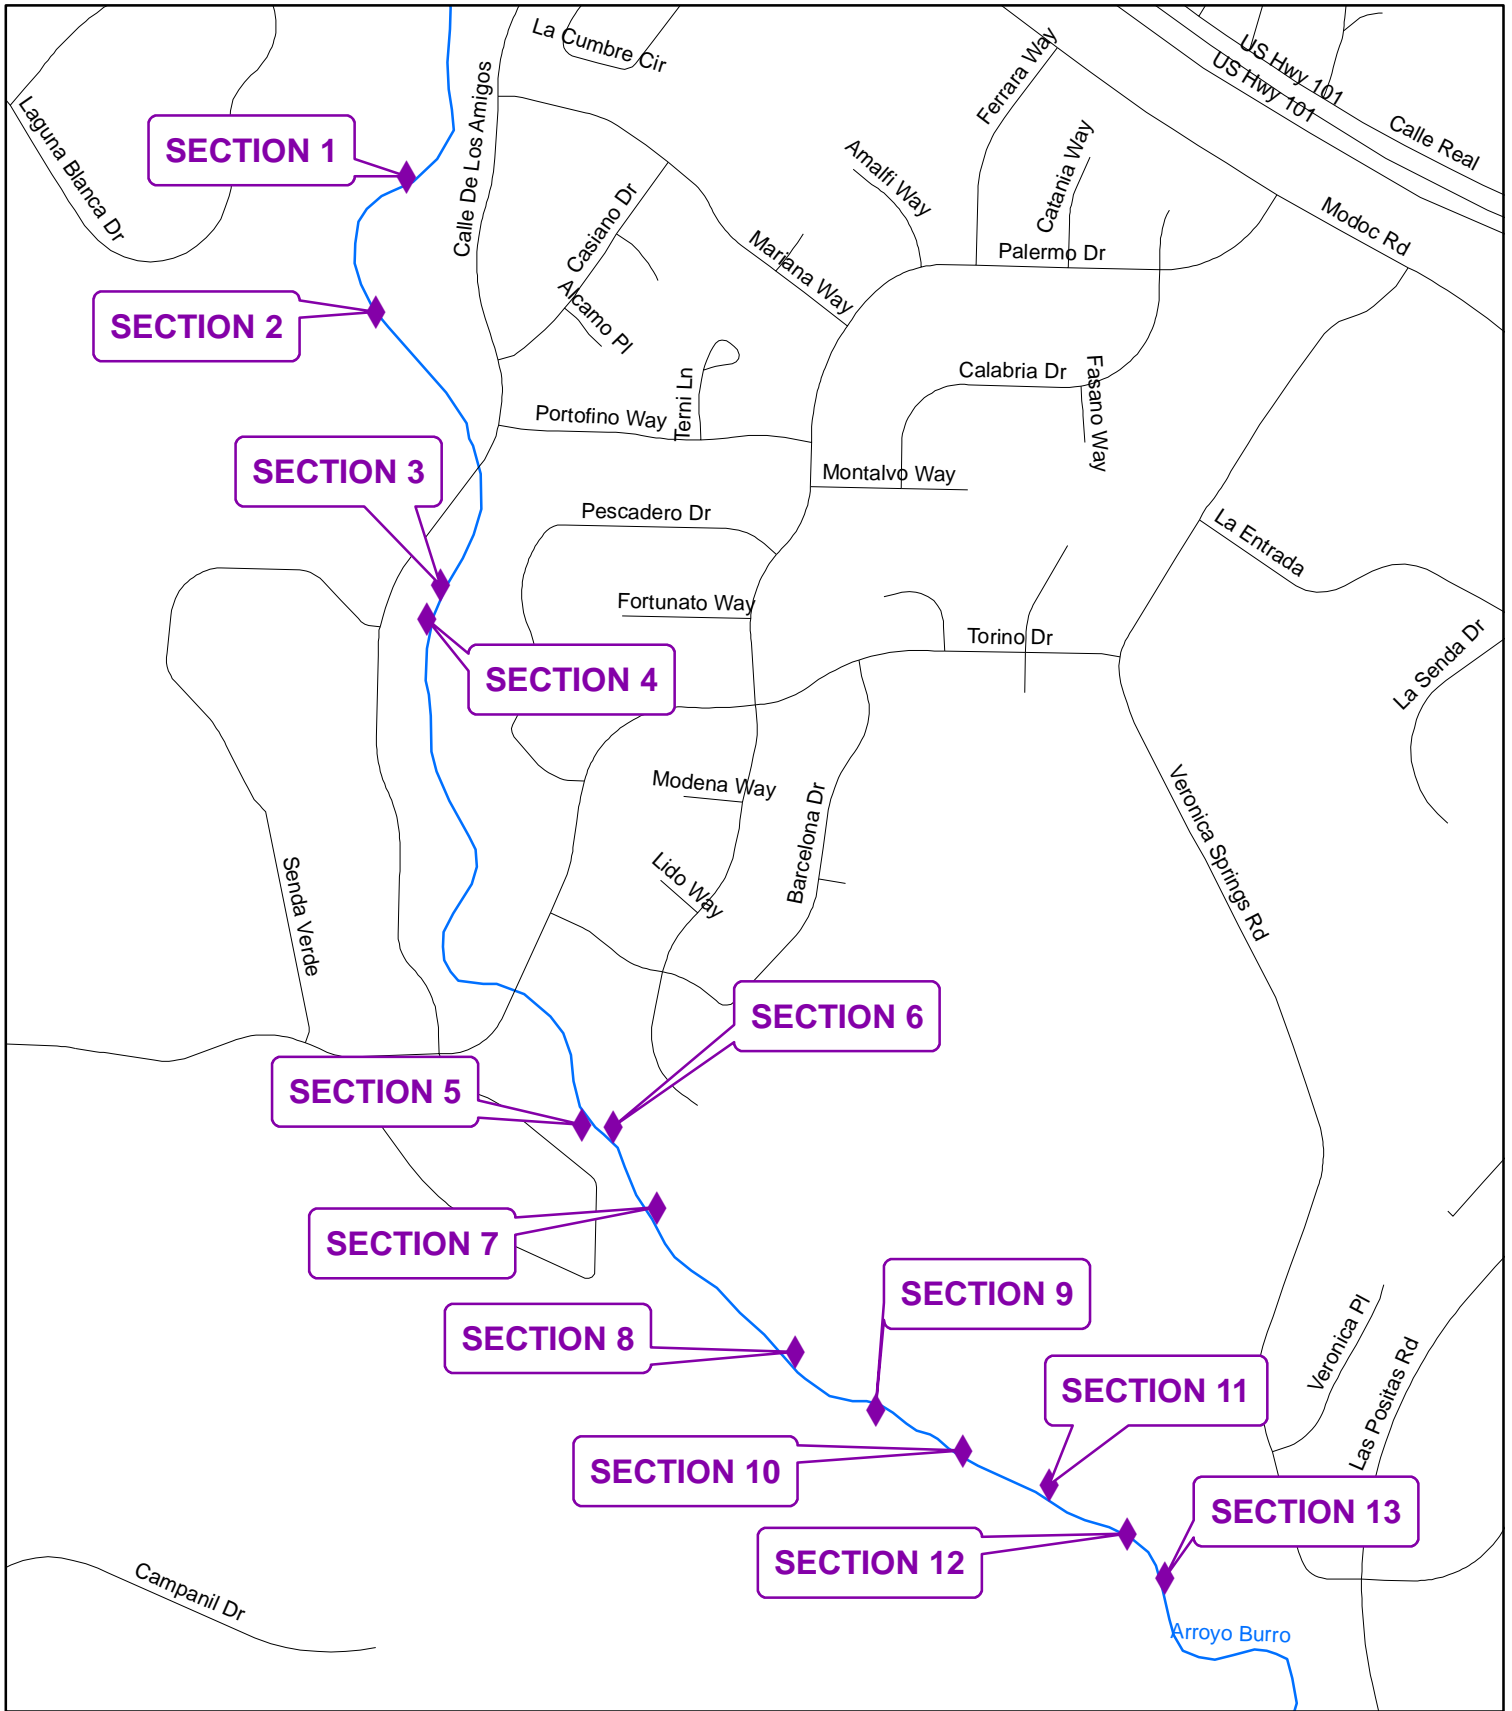 La Cumbre Cir
US Hwy 101
US Hwy 101
Calle Real
Ferrara Way
Laguna Blanca Dr
SECTION 1
Calle De Los Amigos
Amalfi Way
Catania Way
Modoc Rd
Casiano Dr
Mariana Way
Palermo Dr
SECTION 2
Alcamo Pl
Calabria Dr
Fasano Way
Terni Ln
Portofino Way
SECTION 3
Montalvo Way
Pescadero Dr
La Entrada
Fortunato Way
Torino Dr
La Senda Dr
SECTION 4
Modena Way
Barcelona Dr
Veronica Springs Rd
Lido Way
Senda Verde
SECTION 6
SECTION 5
SECTION 7
SECTION 9
SECTION 8
Veronica Pl
Las Positas Rd
SECTION 11
SECTION 10
SECTION 13
SECTION 12
Campanil Dr
Arroyo Burro